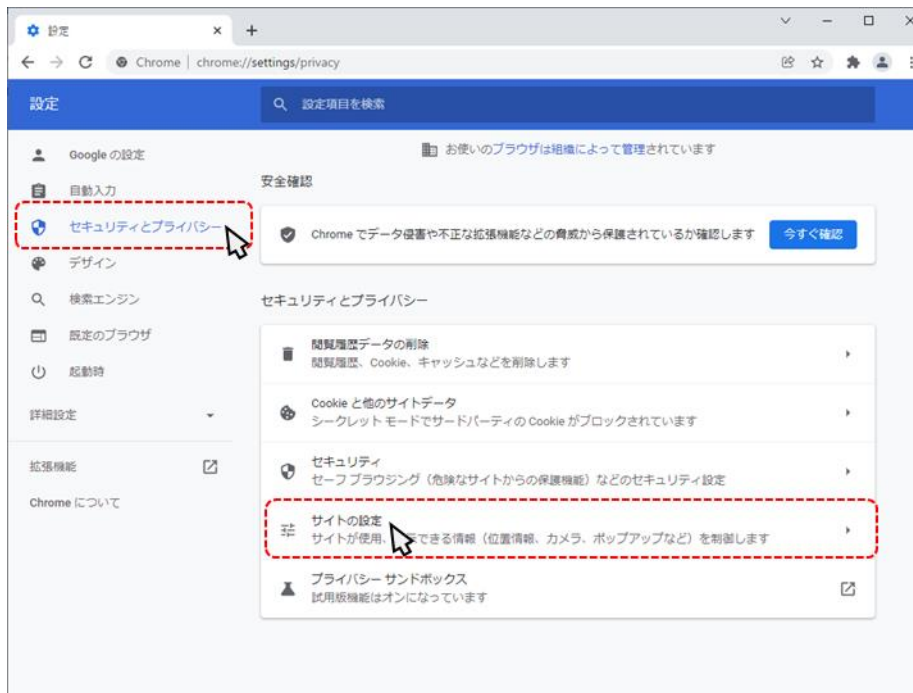 設定
Chrome | chrome://settings/privacy
設定
設定項目を検索
Google の設定
自動入力
セキュリティとプライバシー
デザイン
検索エンジン
既定のブラウザ
起動時
詳細設定
拡張機能
Chrome について
お使いのブラウザは組織によって管理されています
安全確認
Chrome でデータ侵害や不正な拡張機能などの脅威から保護されているか確認します
今すぐ確認
セキュリティとプライバシー
閲覧履歴データの削除
閲覧履歴、Cookie、キャッシュなどを削除します
Cookie と他のサイトデータ
シークレット モードでサードパーティの Cookie がブロックされています
セキュリティ
セーフ ブラウジング（危険なサイトからの保護機能）などのセキュリティ設定
サイトの設定
サイトが使用、できる情報（位置情報、カメラ、ポップアップなど）を制御します
プライバシー サンドボックス
試用版機能はオンになっています